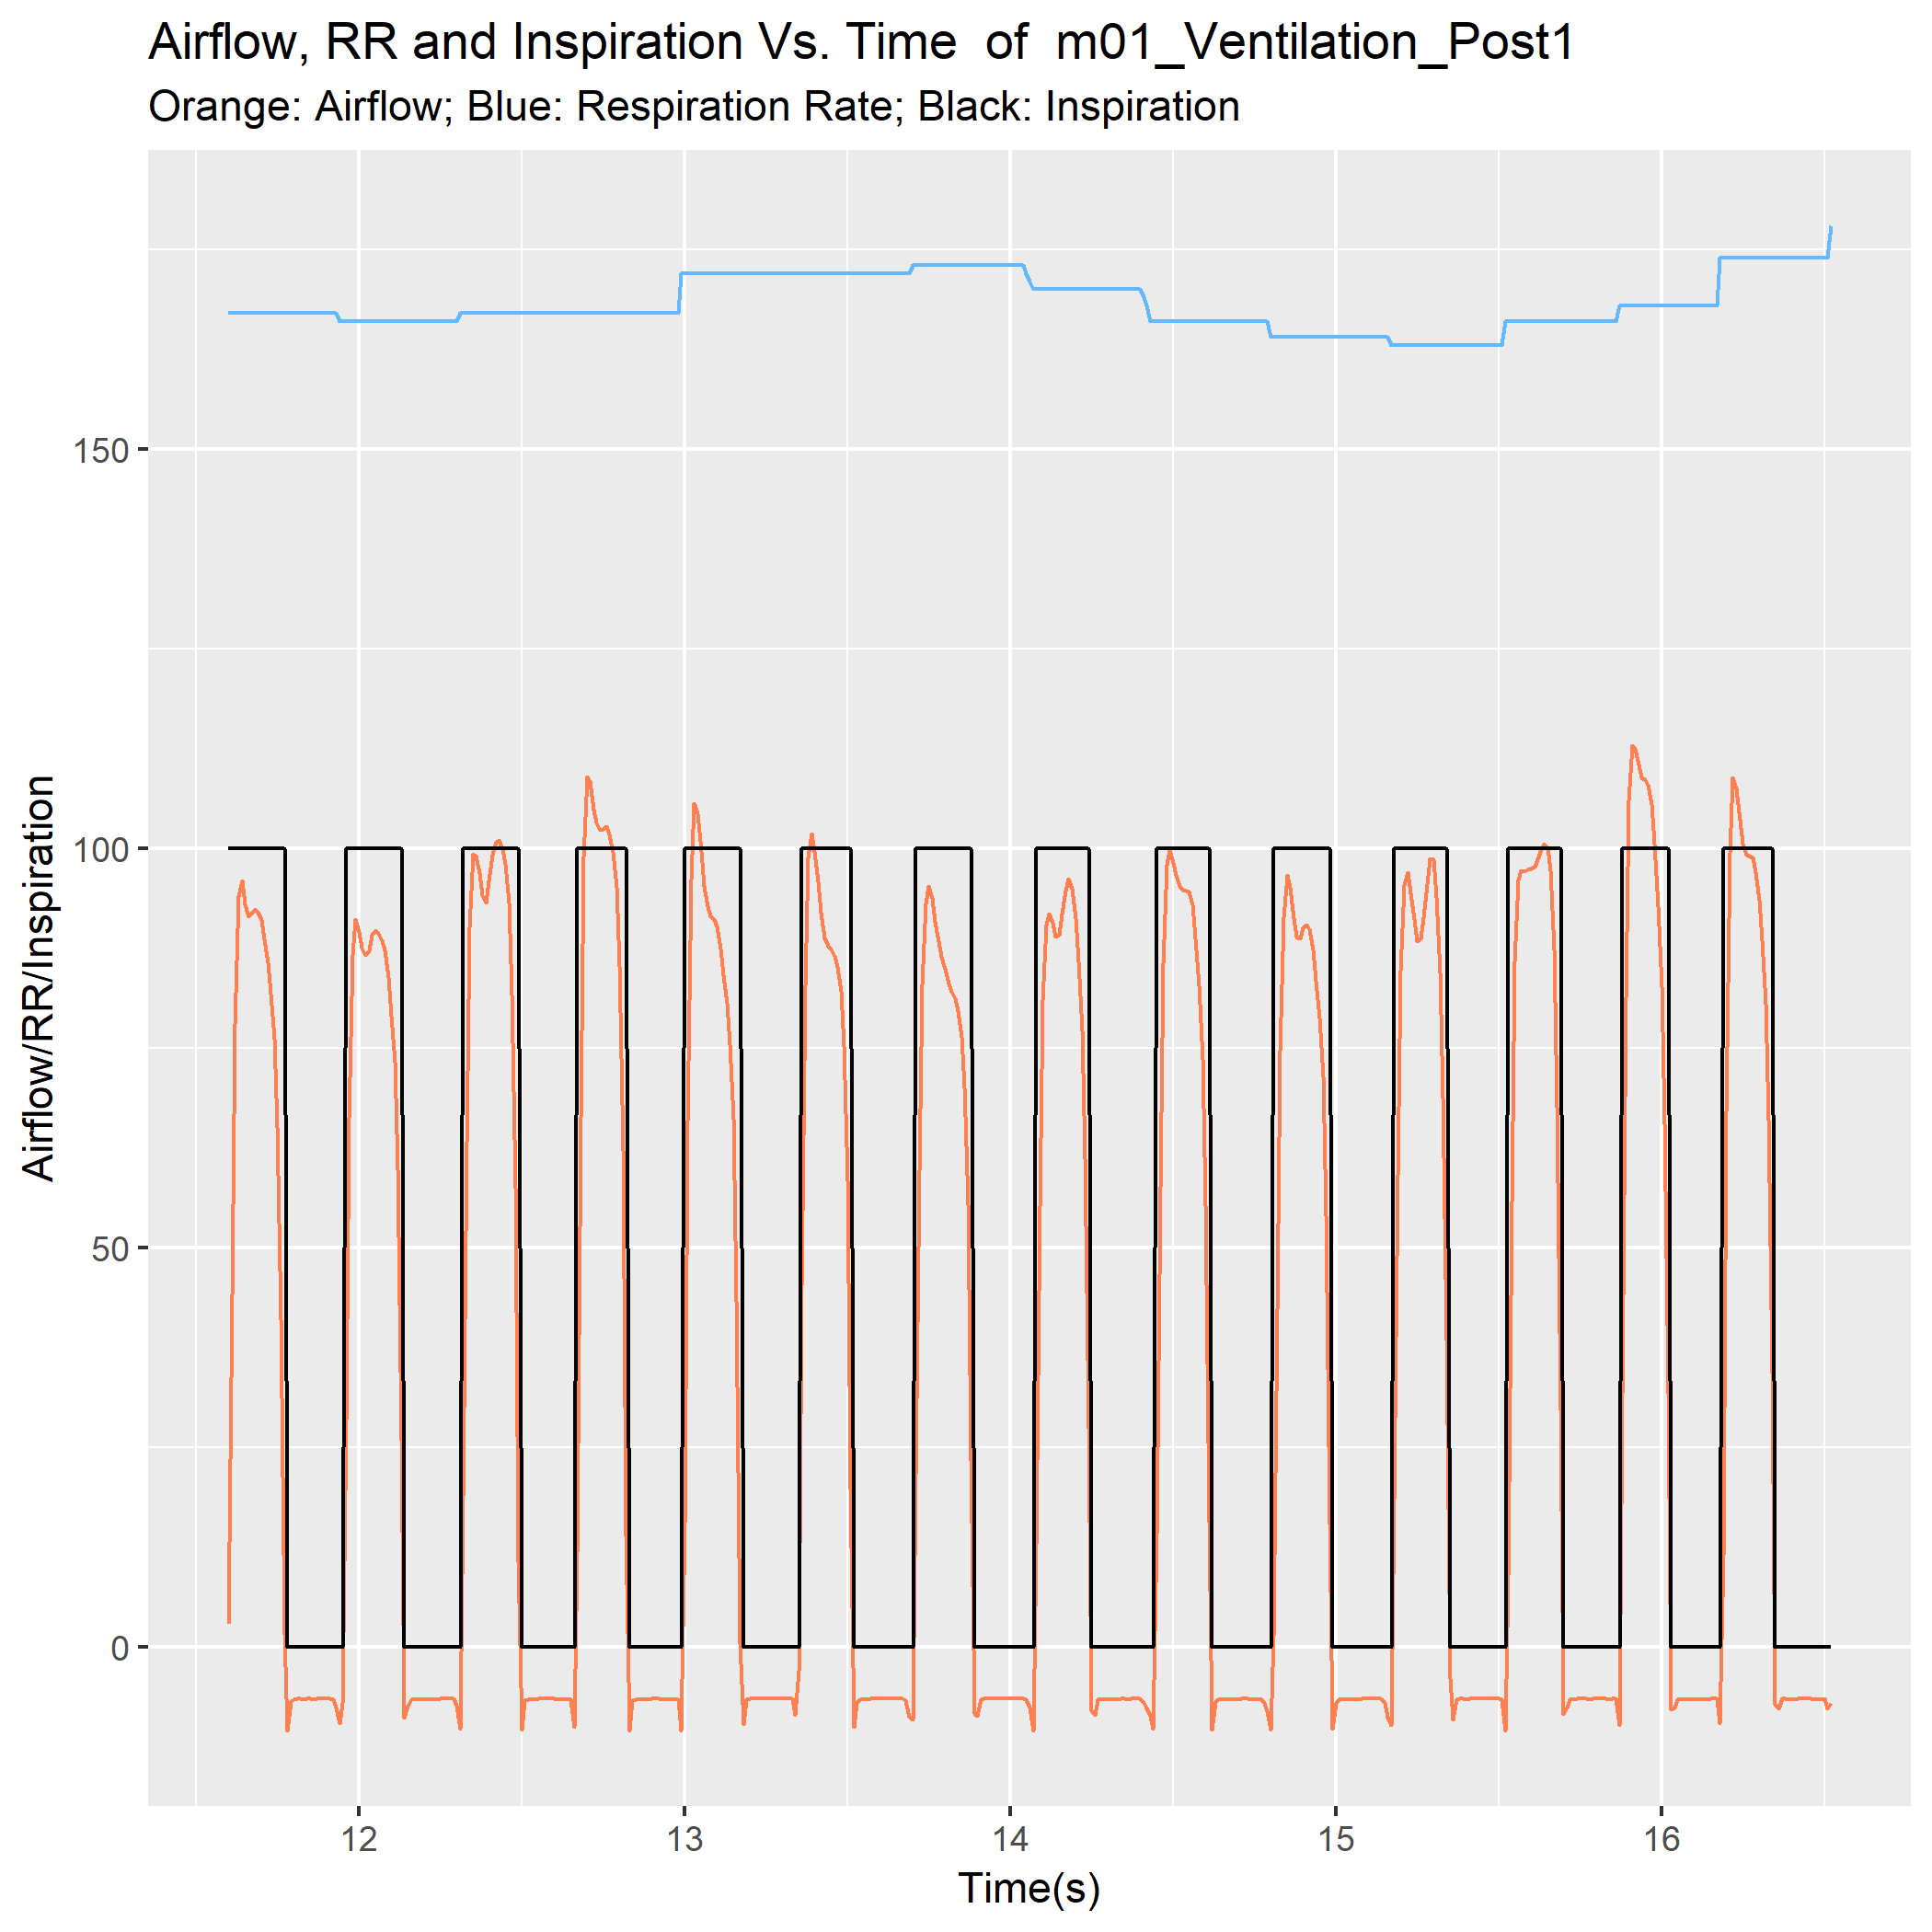 Airflow, RR and Inspiration Vs. Time  of  m01_Ventilation_Post1
Orange: Airflow; Blue: Respiration Rate; Black: Inspiration
Airflow/RR/Inspiration
150
100
50
0
12 13 14 15 16
Time(s)